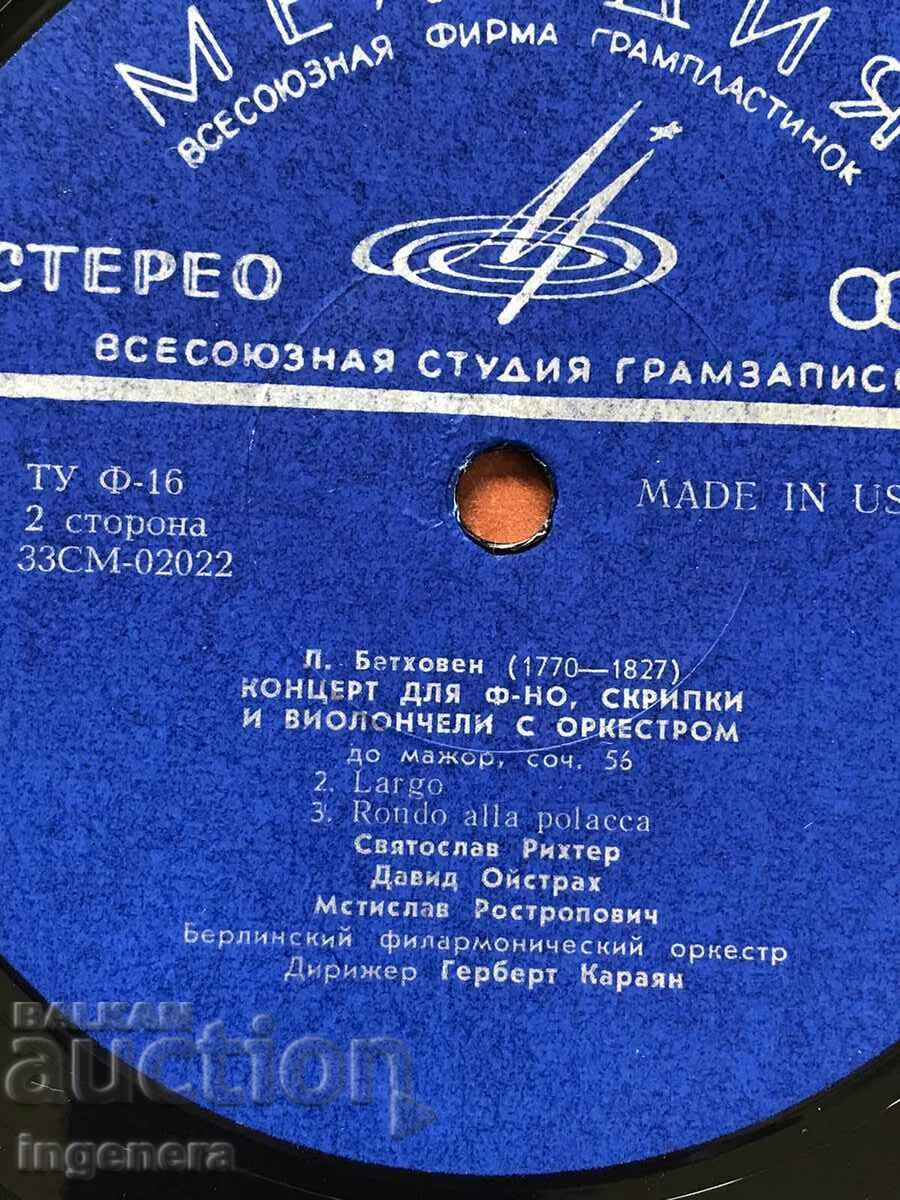 МЕЛОДИЯ
ВСЕСОЮЗНАЯ ФИРМА ГРАМПЛАСТИНОК
СТЕРЕО
ВСЕСОЮЗНАЯ СТУДИЯ ГРАМЗАПИС
ТУ Ф-16
MADE IN US
2 сторона
33СМ-02022
Л. Бетховен (1770—1827)
КОНЦЕРТ ДЛЯ Ф-НО, СКРИПКИ
И ВИОЛОНЧЕЛИ С ОРКЕСТРОМ
до мажор, соч. 56
2. Largo
3. Rondo alla polacca
Святослав Рихтер
Давид Ойстрах
Мстислав Ростропович
Берлинский филармонический оркестр
Дирижер Герберт Караян
BALKAN
auction
ingenera